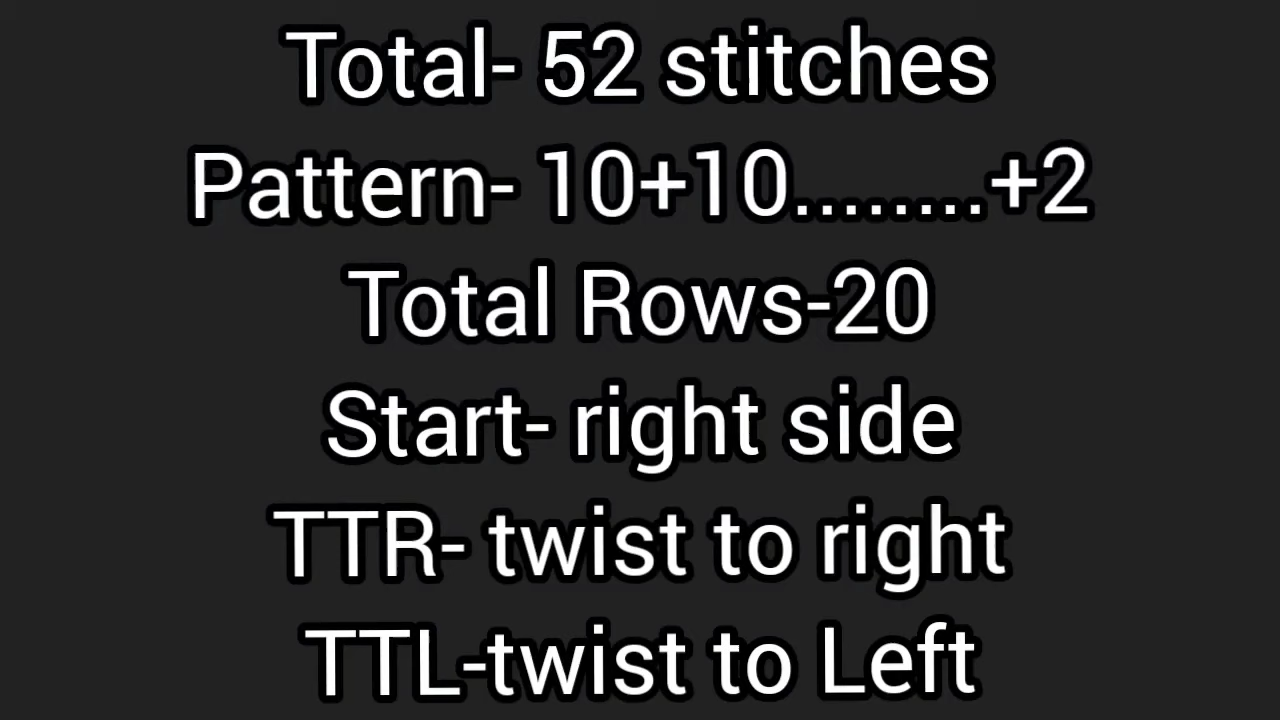 Total- 52 stitches
Pattern- 10+10........+2
Total Rows-20
Start- right side
TTR- twist to right
TTL-twist to Left